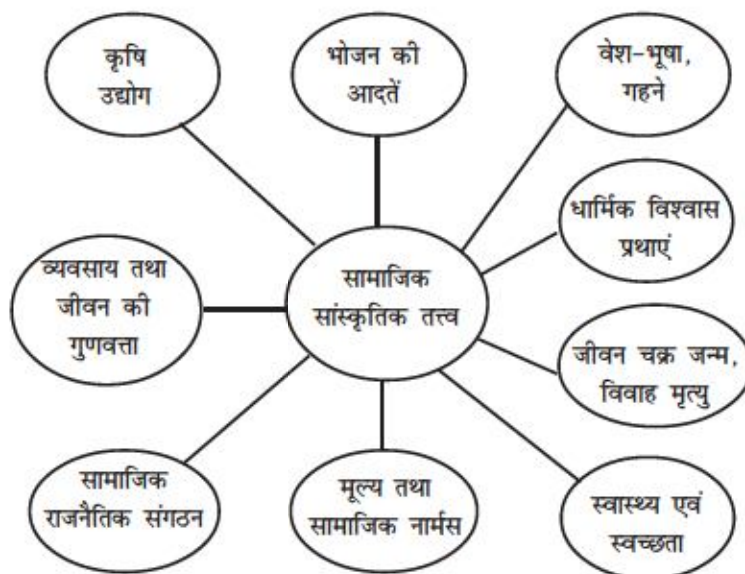 कृषि
उद्योग
भोजन की
आदतें
वेश-भूषा,
गहने
धार्मिक विश्वास
प्रथाएं
व्यवसाय तथा
जीवन की
गुणवत्ता
सामाजिक
सांस्कृतिक तत्त्व
जीवन चक्र जन्म,
विवाह मृत्यु
सामाजिक
राजनैतिक संगठन
मूल्य तथा
सामाजिक नार्मस
स्वास्थ्य एवं
स्वच्छता